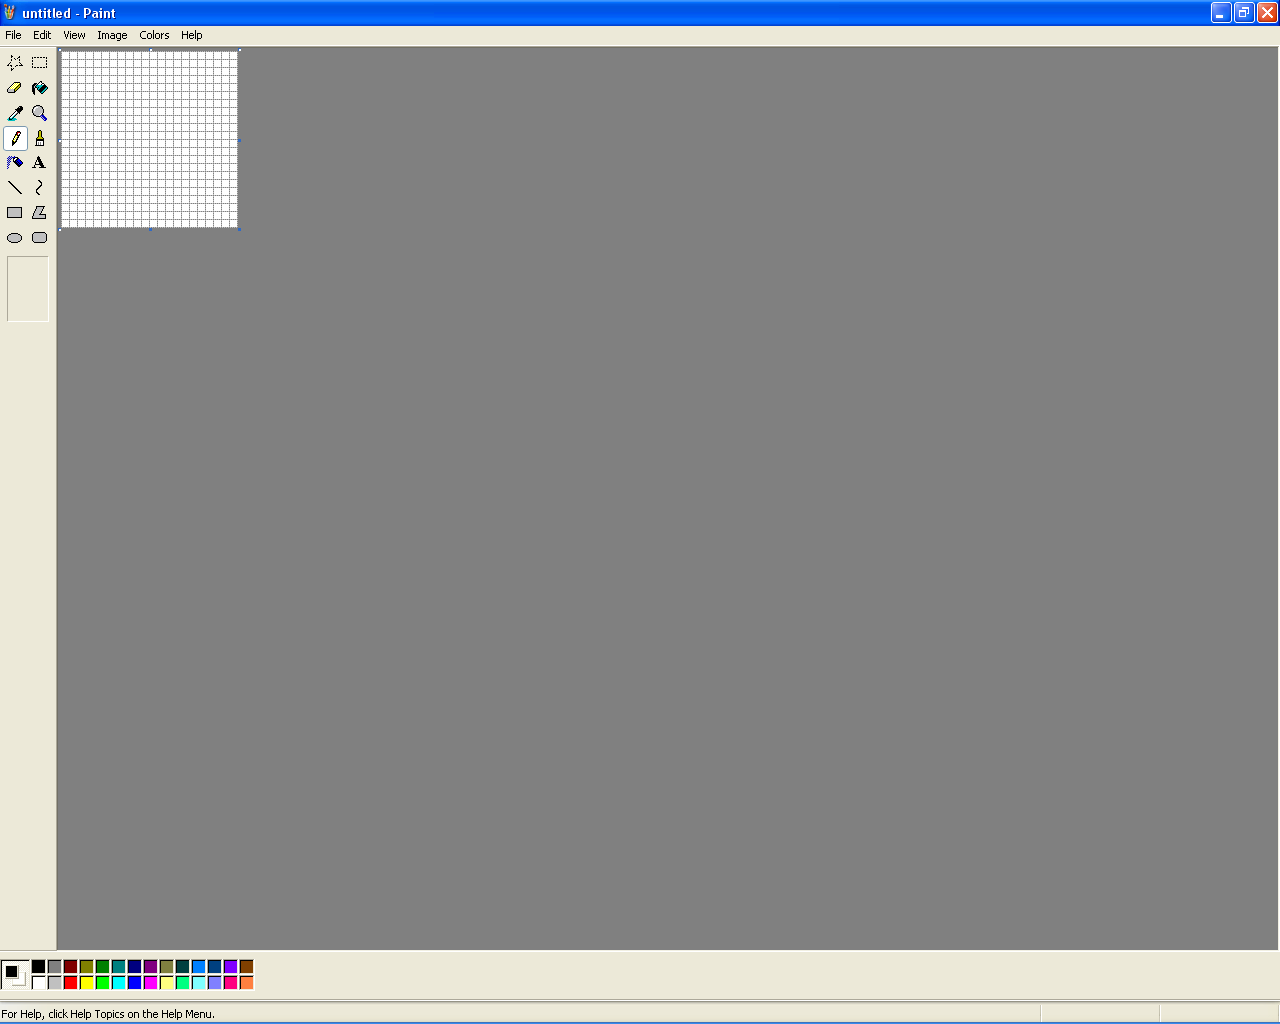 untitled - Paint
File Edit View Image Colors Help
A
For Help, click Help Topics on the Help Menu.